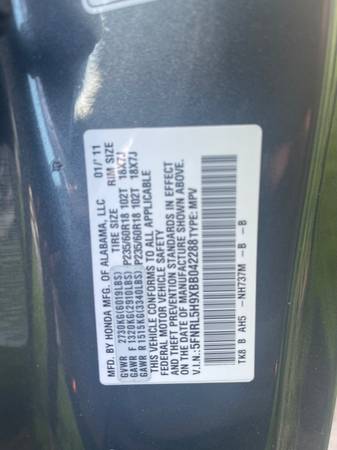 MFD. BY HONDA MFG. OF ALABAMA, LLC 01/'11
TIRE SIZE RIM SIZE
GVWR 2730KG(6019LBS)
GAWR F 1320KG(2910LBS) P235/60R18 102T 18X7J
GAWR R 1515KG(3340LBS) P235/60R18 102T 18X7J
THIS VEHICLE CONFORMS TO ALL APPLICABLE
FEDERAL MOTOR VEHICLE SAFETY
AND THEFT PREVENTION STANDARDS IN EFFECT
ON THE DATE OF MANUFACTURE SHOWN ABOVE.
V.I.N.:5FNRL5H9XBB042288 TYPE: MPV
TK8 B AH5 -NH737M -B -B